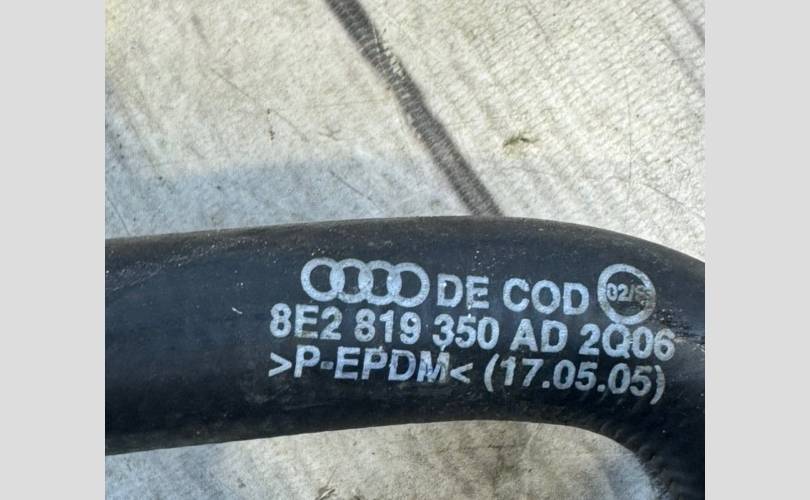 DE COD
8E2 819 350 AD 2Q06
>P-EPDM< (17.05.05)